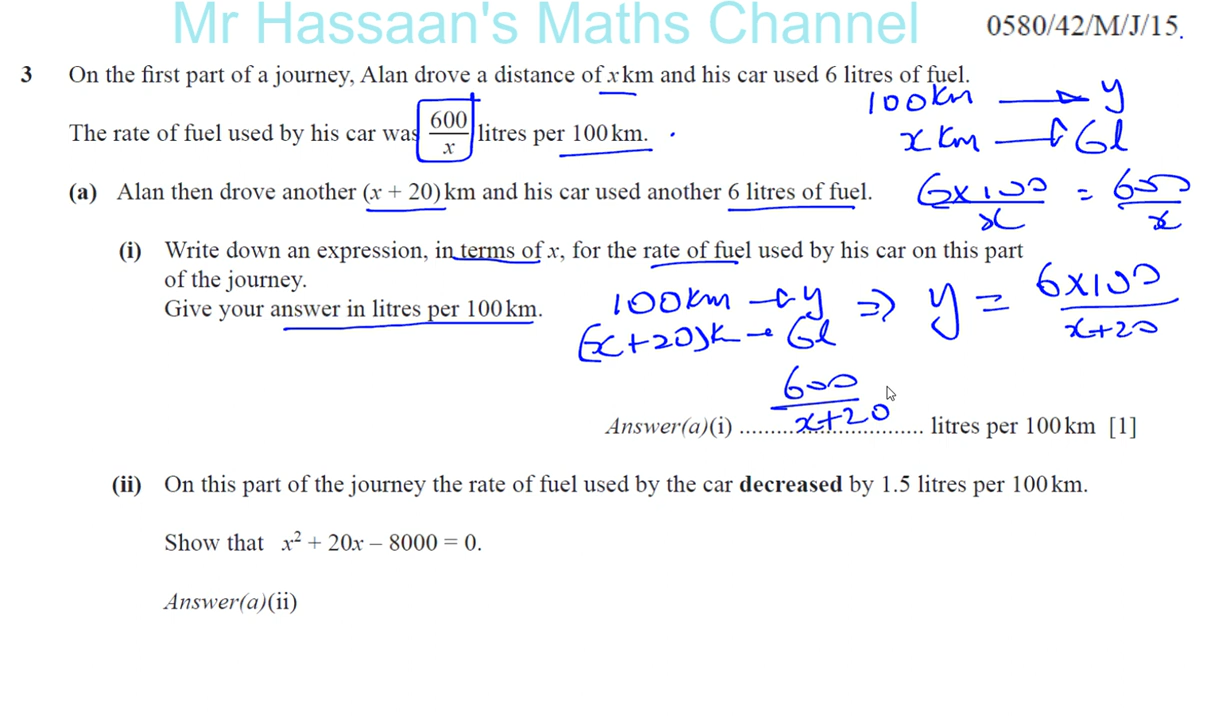 Mr Hassaan's Maths Channel
0580/42/M/J/15.
3 On the first part of a journey, Alan drove a distance of x km and his car used 6 litres of fuel.
100km → y
The rate of fuel used by his car was 600/x litres per 100 km.
x km → 6l
(a) Alan then drove another (x + 20) km and his car used another 6 litres of fuel.
6x100/x = 600/x
(i) Write down an expression, in terms of x, for the rate of fuel used by his car on this part
of the journey.
Give your answer in litres per 100 km.
100km → y ⇒ y = 6x100/x+20
(x+20)k → 6l
600/x+20
Answer(a)(i) .................................. litres per 100 km [1]
(ii) On this part of the journey the rate of fuel used by the car decreased by 1.5 litres per 100 km.
Show that x² + 20x – 8000 = 0.
Answer(a)(ii)